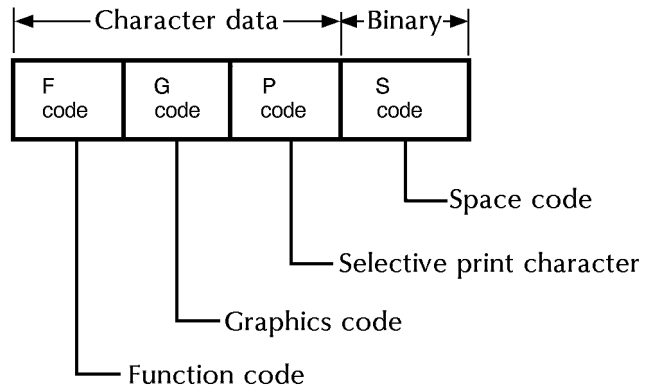 Character data Binary
F G P S
code code code code
Space code
Selective print character
Graphics code
Function code